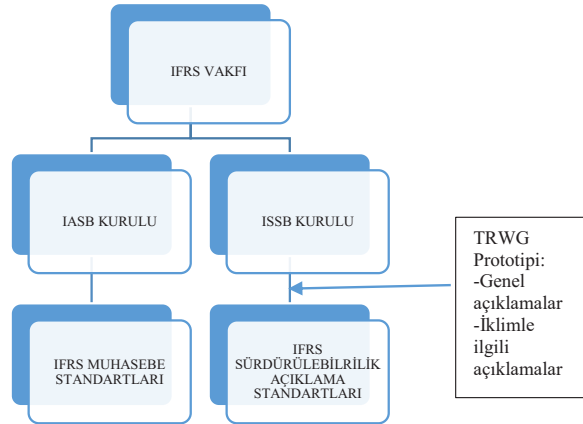 IFRS VAKFI
IASB KURULU
ISSB KURULU
TRWG
Prototipi:
-Genel
açıklamalar
-İklimle
ilgili
açıklamalar
IFRS MUHASEBE
STANDARTLARI
IFRS
SÜRDÜRÜLEBİLRİLİK
AÇIKLAMA
STANDARTLARI